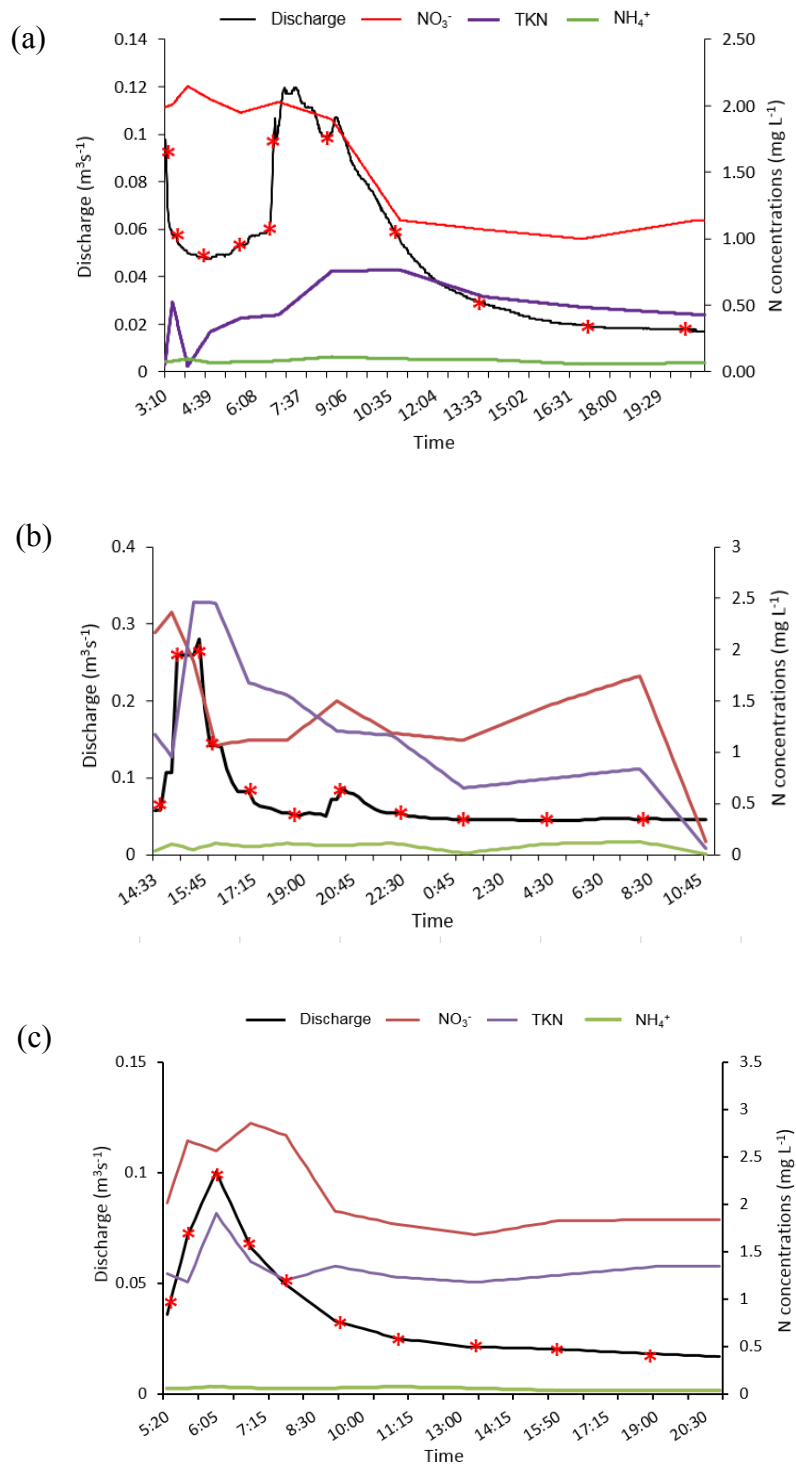 (a)
Discharge NO₃⁻ TKN NH₄⁺
0.14
0.12
0.1
0.08
0.06
0.04
0.02
0
Discharge (m³s⁻¹)
2.50
2.00
1.50
1.00
0.50
0.00
N concentrations (mg L⁻¹)
3:10 4:39 6:08 7:37 9:06 10:35 12:04 13:33 15:02 16:31 18:00 19:29
Time
(b)
0.4
0.3
0.2
0.1
0
Discharge (m³s⁻¹)
3
2.5
2
1.5
1
0.5
0
N concentrations (mg L⁻¹)
14:33 15:45 17:15 19:00 20:45 22:30 0:45 2:30 4:30 6:30 8:30 10:45
Time
(c)
Discharge NO₃⁻ TKN NH₄⁺
0.15
0.1
0.05
0
Discharge (m³s⁻¹)
3.5
3
2.5
2
1.5
1
0.5
0
N concentrations (mg L⁻¹)
5:20 6:05 7:15 8:30 10:00 11:15 13:00 14:15 15:50 17:15 19:00 20:30
Time